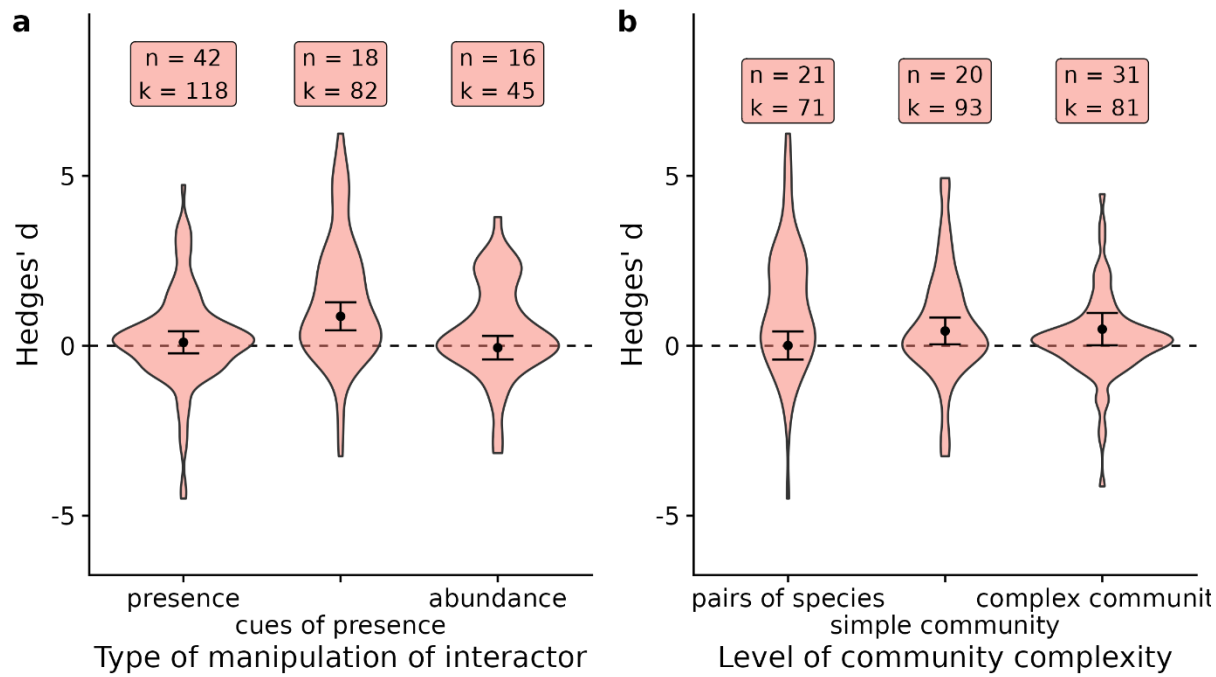 a
n = 42
k = 118
n = 18
k = 82
n = 16
k = 45
5
0
-5
Hedges' d
presence
cues of presence
abundance
Type of manipulation of interactor
b
n = 21
k = 71
n = 20
k = 93
n = 31
k = 81
5
0
-5
Hedges' d
pairs of species
simple community
complex communit
Level of community complexity